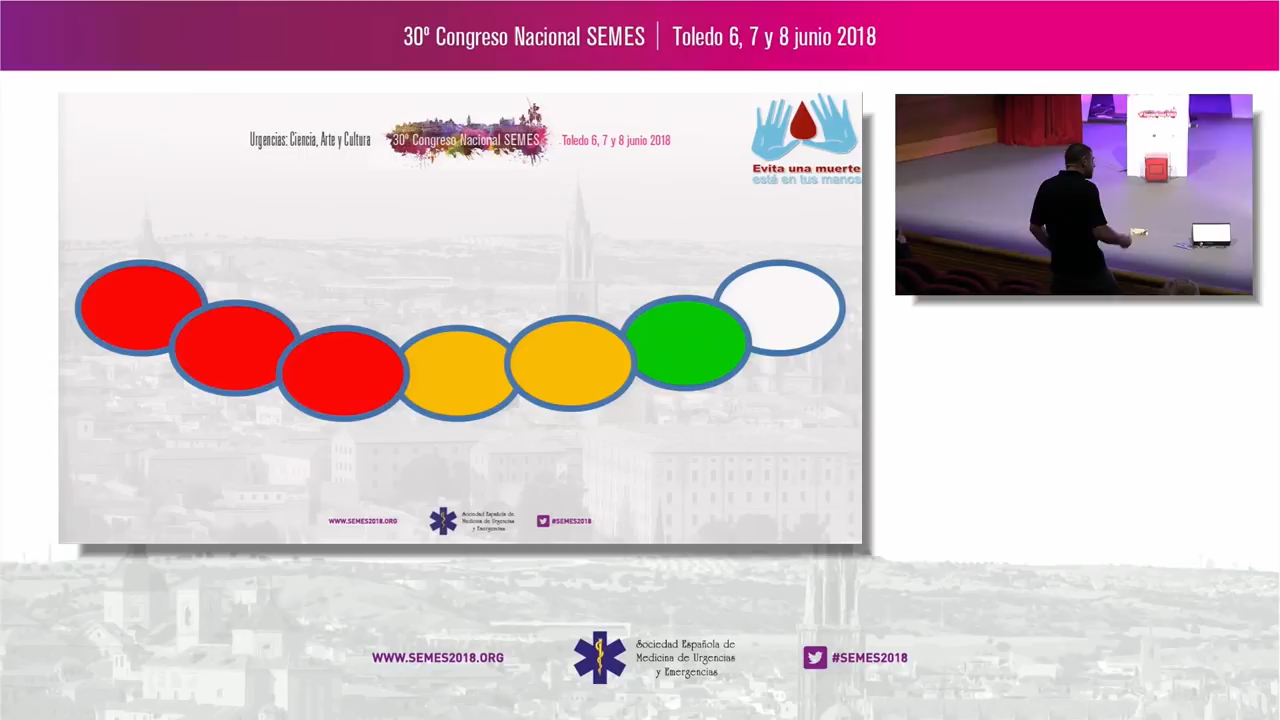 30º Congreso Nacional SEMES | Toledo 6, 7 y 8 junio 2018
Urgencias: Ciencia, Arte y Cultura
30º Congreso Nacional SEMES
Toledo 6, 7 y 8 junio 2018
Evita una muerte
está en tus manos
WWW.SEMES2018.ORG
Sociedad Española de
Medicina de Urgencias
y Emergencias
#SEMES2018
WWW.SEMES2018.ORG
Sociedad Española de
Medicina de Urgencias
y Emergencias
#SEMES2018